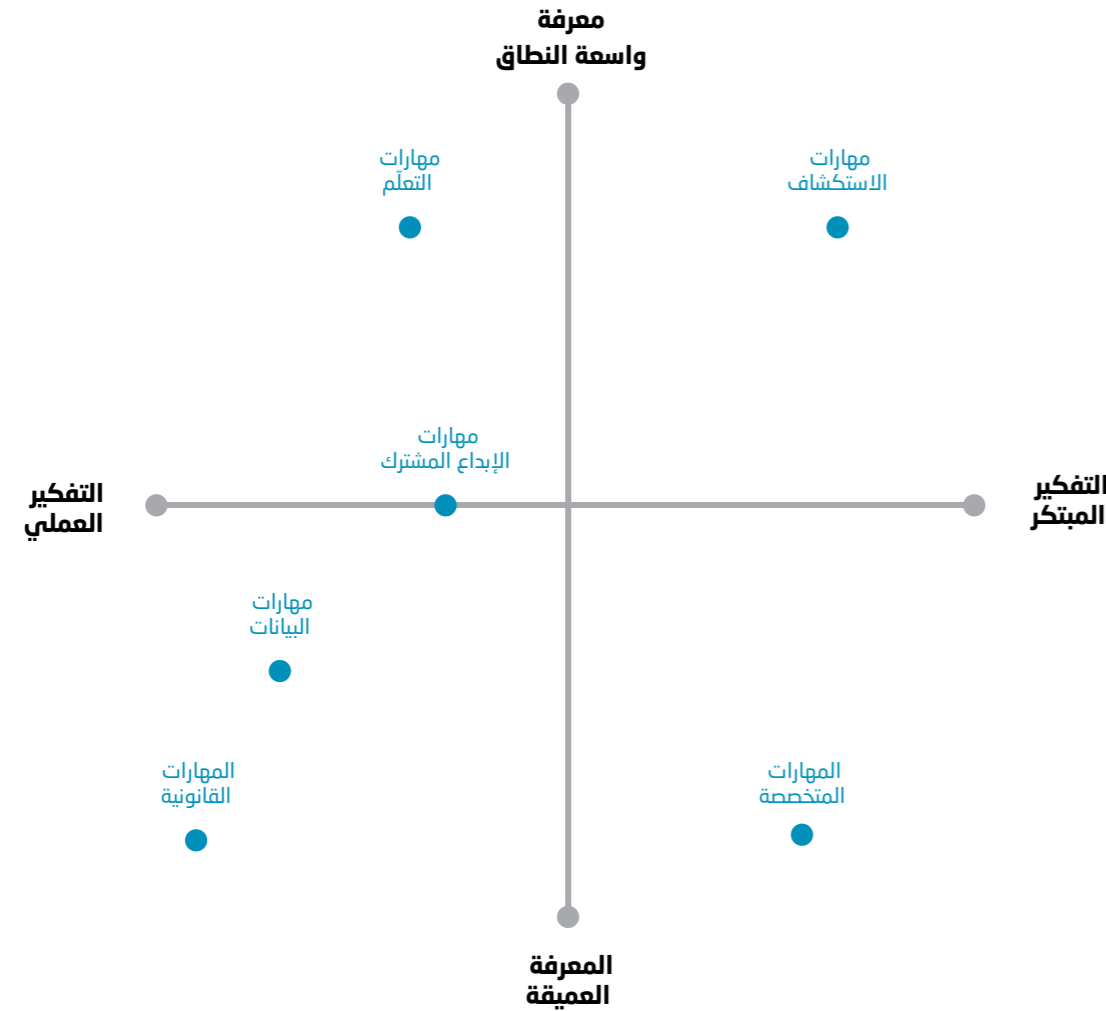 معرفة
واسعة النطاق
مهارات
الاستكشاف
مهارات
التعلّم
مهارات
الإبداع المشترك
التفكير
المبتكر
التفكير
العملي
مهارات
البيانات
المهارات
المتخصصة
المهارات
القانونية
المعرفة
العميقة